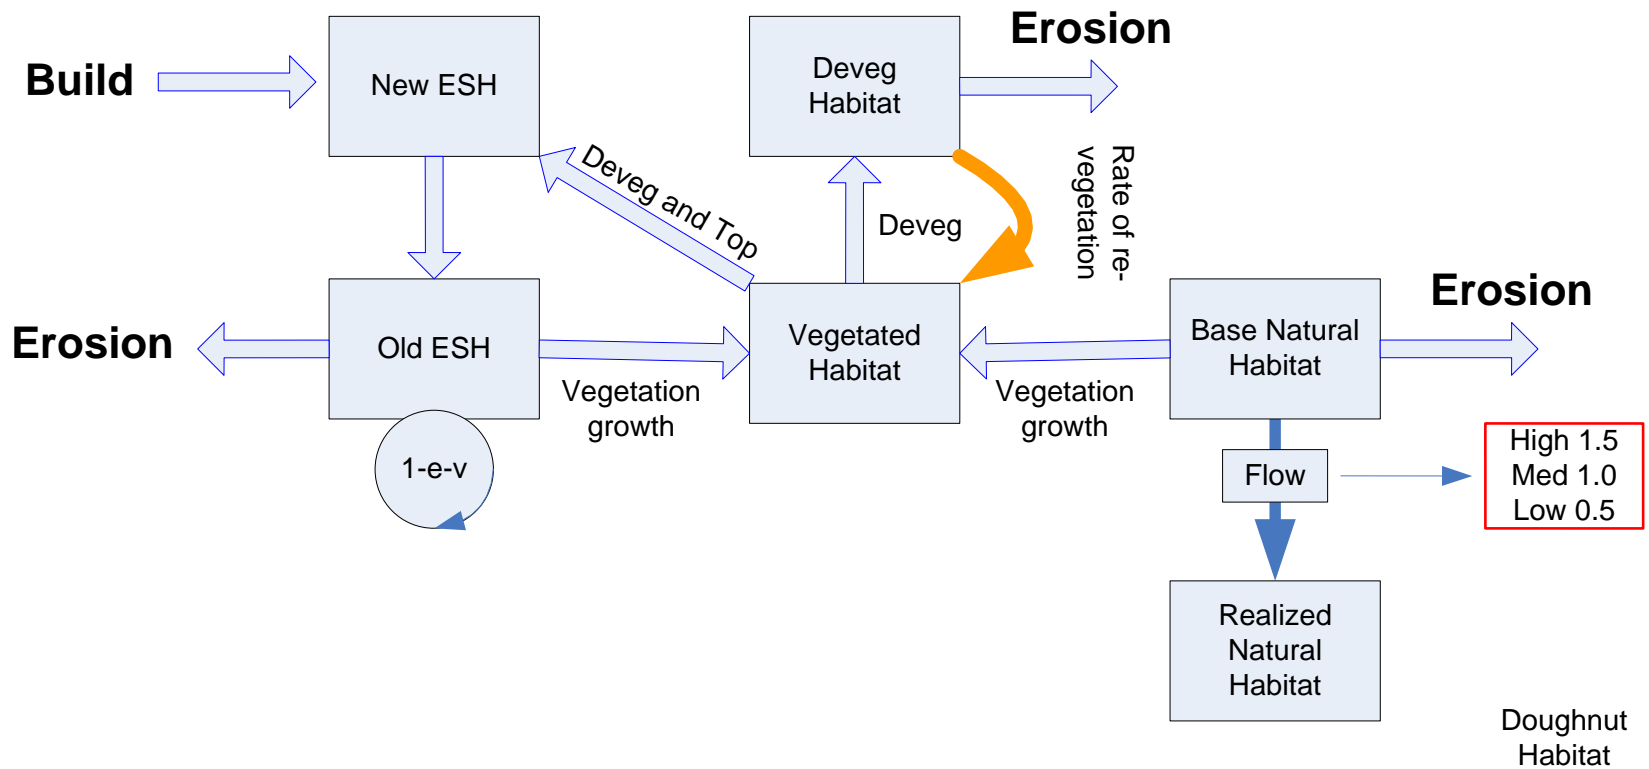 Erosion
Build
New ESH
Deveg
Habitat
Deveg and Top
Deveg
Rate of re-
vegetation
Erosion
Erosion
Old ESH
Vegetated
Habitat
Base Natural
Habitat
Vegetation
growth
Vegetation
growth
1-e-v
Flow
High 1.5
Med 1.0
Low 0.5
Realized
Natural
Habitat
Doughnut
Habitat